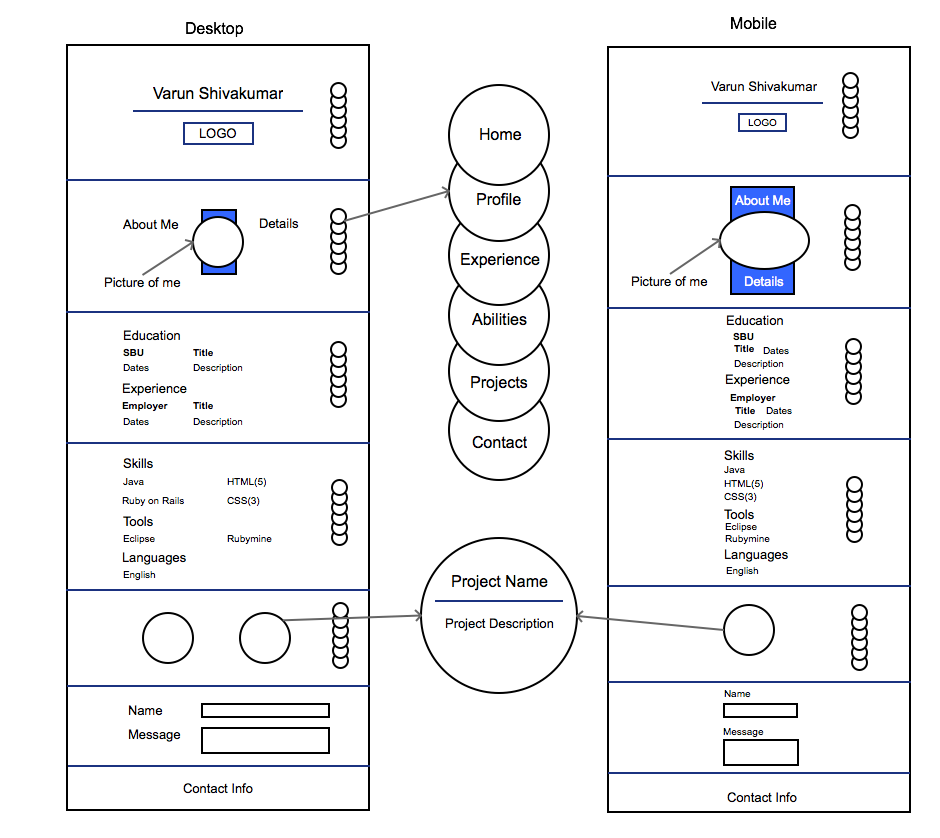 Desktop
Varun Shivakumar
LOGO
About Me
Details
Picture of me
Education
SBU Title
Dates Description
Experience
Employer Title
Dates Description
Skills
Java HTML(5)
Ruby on Rails CSS(3)
Tools
Eclipse Rubymine
Languages
English
Name
Message
Contact Info
Home
Profile
Experience
Abilities
Projects
Contact
Project Name
Project Description
Mobile
Varun Shivakumar
LOGO
About Me
Picture of me
Details
Education
SBU
Title Dates
Description
Experience
Employer
Title Dates
Description
Skills
Java
HTML(5)
CSS(3)
Tools
Eclipse
Rubymine
Languages
English
Name
Message
Contact Info